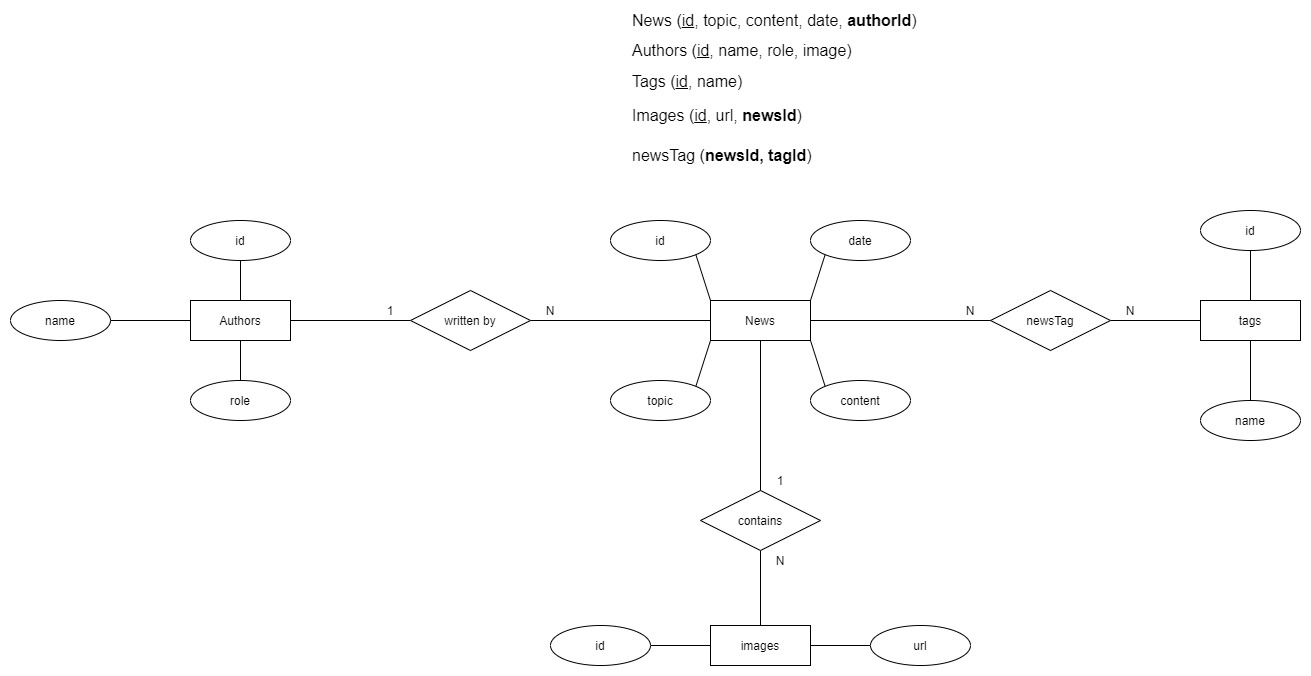 News (id, topic, content, date, authorId)
Authors (id, name, role, image)
Tags (id, name)
Images (id, url, newsId)
newsTag (newsId, tagId)
id
id
date
id
name
Authors
1
written by
N
News
N
newsTag
N
tags
role
topic
content
name
1
contains
N
id
images
url